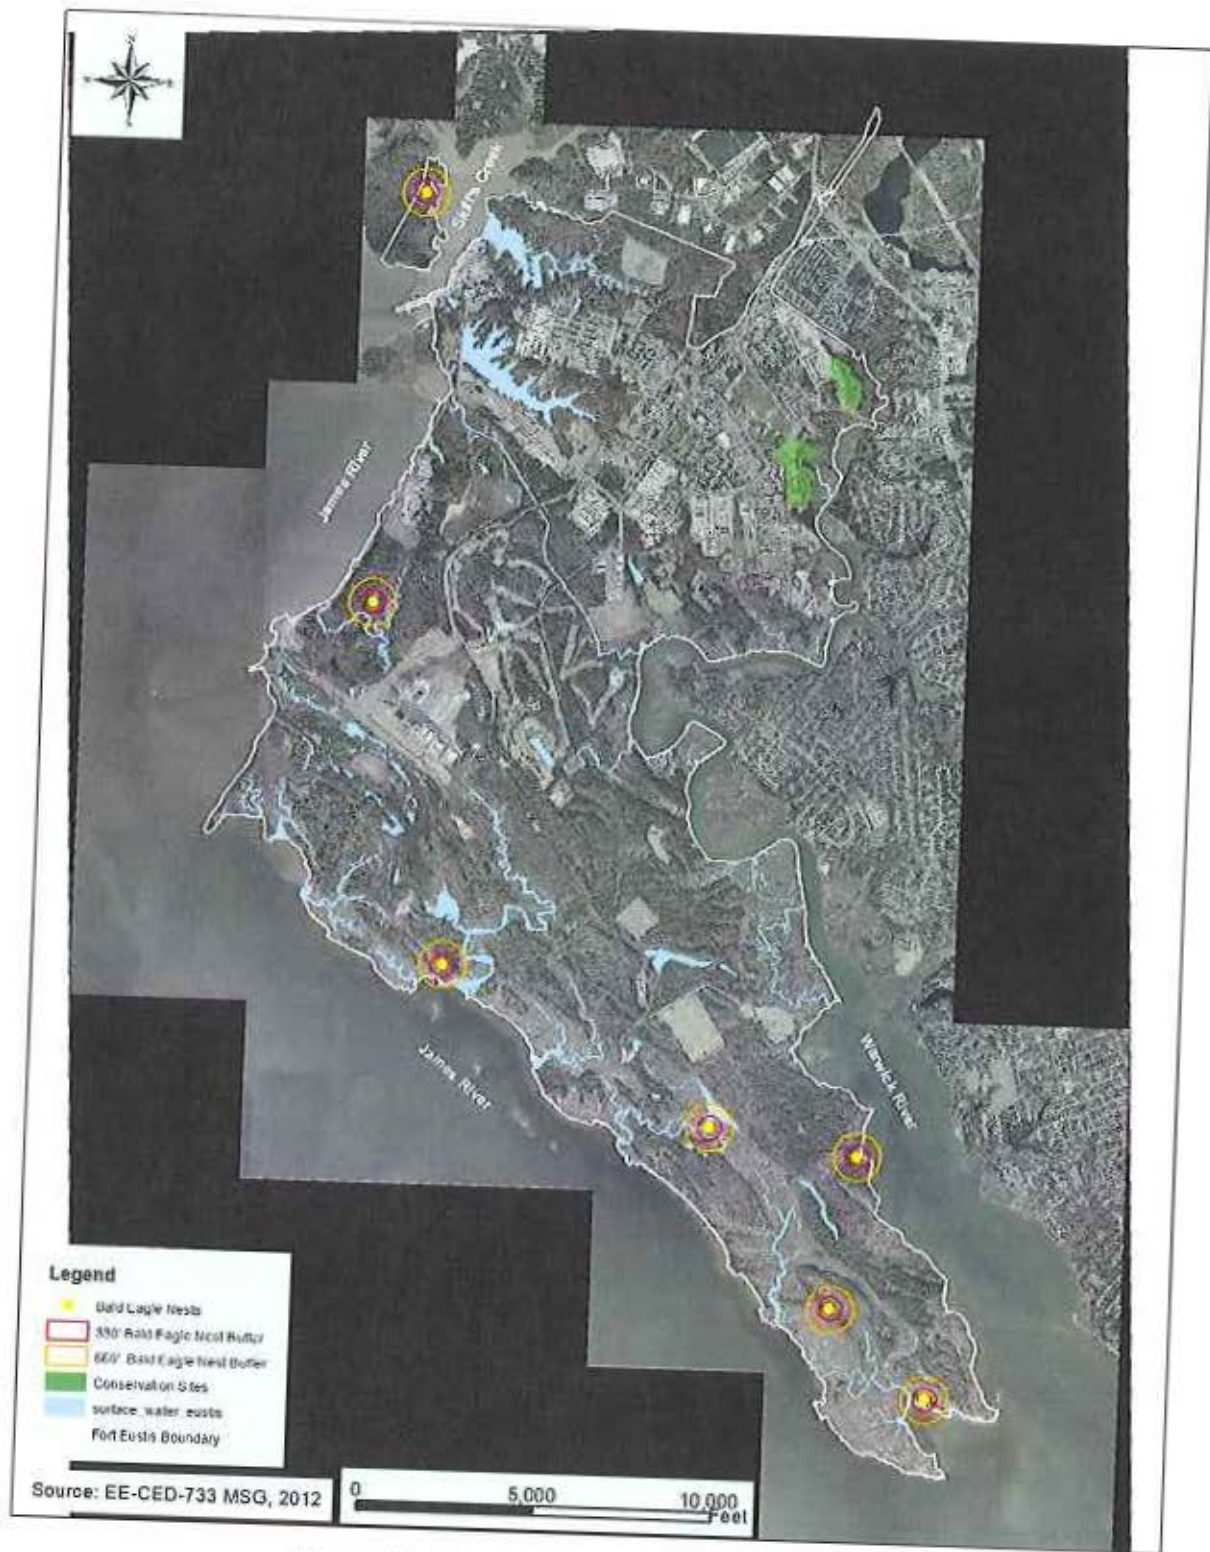 Skiffs Creek
James River
James River
Warwick River
Legend
Bald Eagle Nests
330' Bald Eagle Nest Buffer
660' Bald Eagle Nest Buffer
Conservation Sites
surface_water_eustis
Fort Eustis Boundary
Source: EE-CED-733 MSG, 2012
0 5,000 10,000
Feet